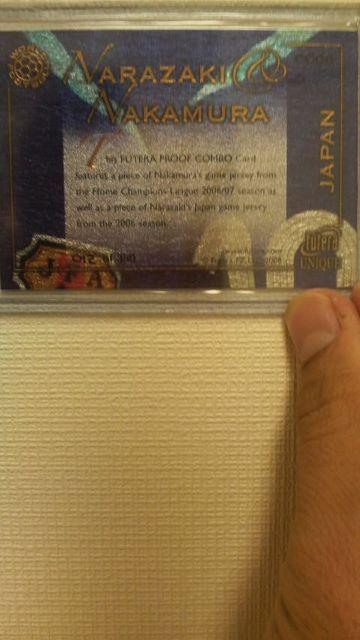 NARAZAKI &
NAKAMURA
JAPAN
This FUTERA PROOF COMBO Card
features a piece of Nakamura's game jersey from
the Home Champions League 2006/07 season as
well as a piece of Narazaki's Japan game jersey
from the 2006 season.
JFA
futera
UNIQUE